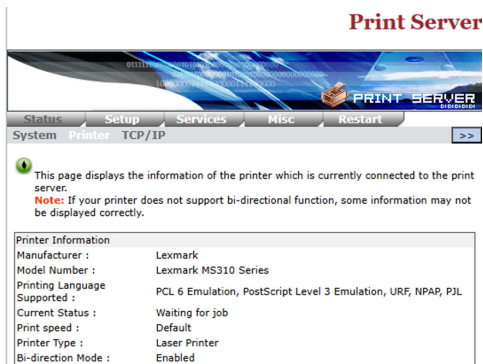 Print Server
PRINT SERVER
Status Setup Services Misc Restart
System Printer TCP/IP >>
This page displays the information of the printer which is currently connected to the print
server.
Note: If your printer does not support bi-directional function, some information may not
be displayed correctly.
Printer Information
Manufacturer : Lexmark
Model Number : Lexmark MS310 Series
Printing Language
Supported : PCL 6 Emulation, PostScript Level 3 Emulation, URF, NPAP, PJL
Current Status : Waiting for job
Print speed : Default
Printer Type : Laser Printer
Bi-direction Mode : Enabled